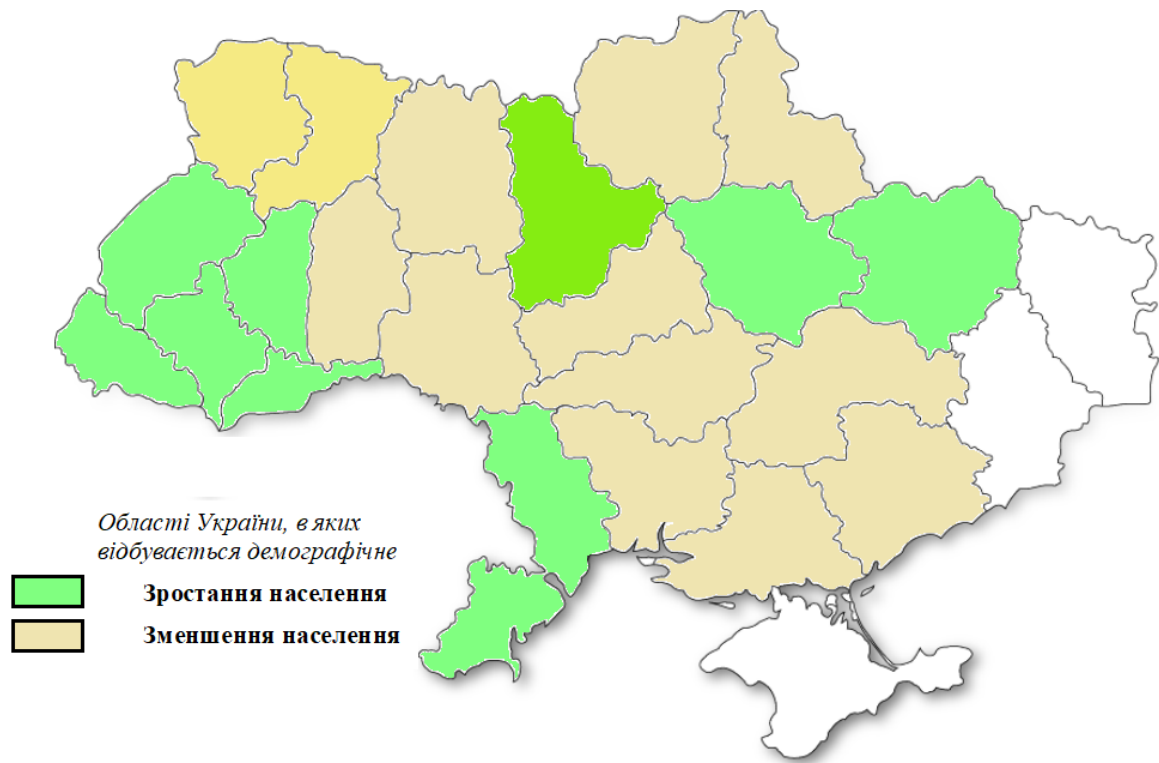 Області України, в яких
відбувається демографічне
Зростання населення
Зменшення населення